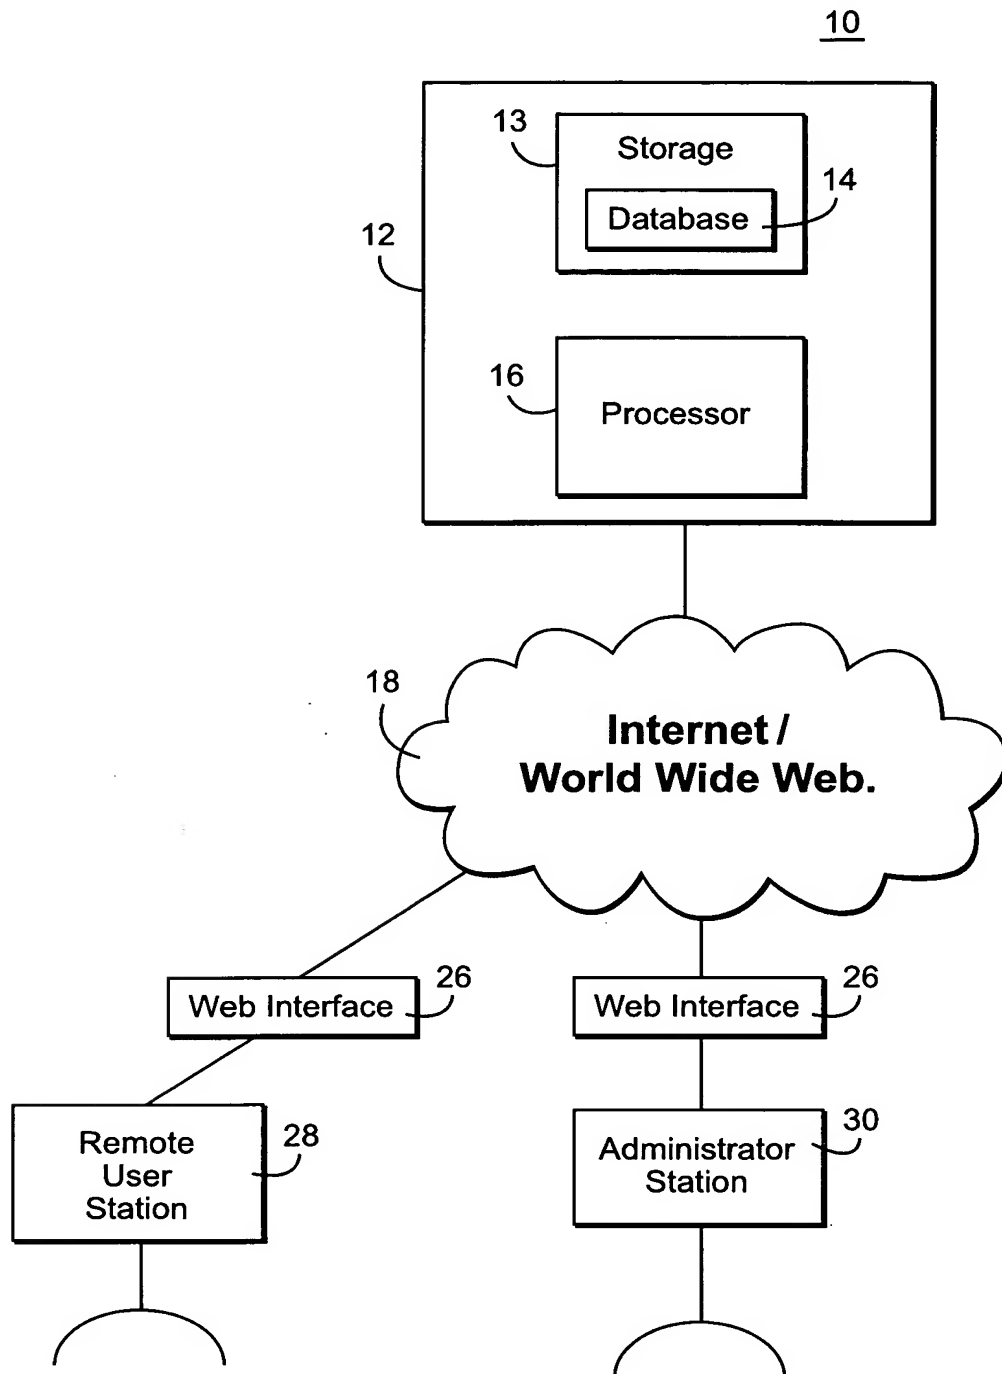 10
13
Storage
14
Database
12
16
Processor
18
Internet /
World Wide Web.
Web Interface
26
Web Interface
26
Remote
User
Station
28
Administrator
Station
30